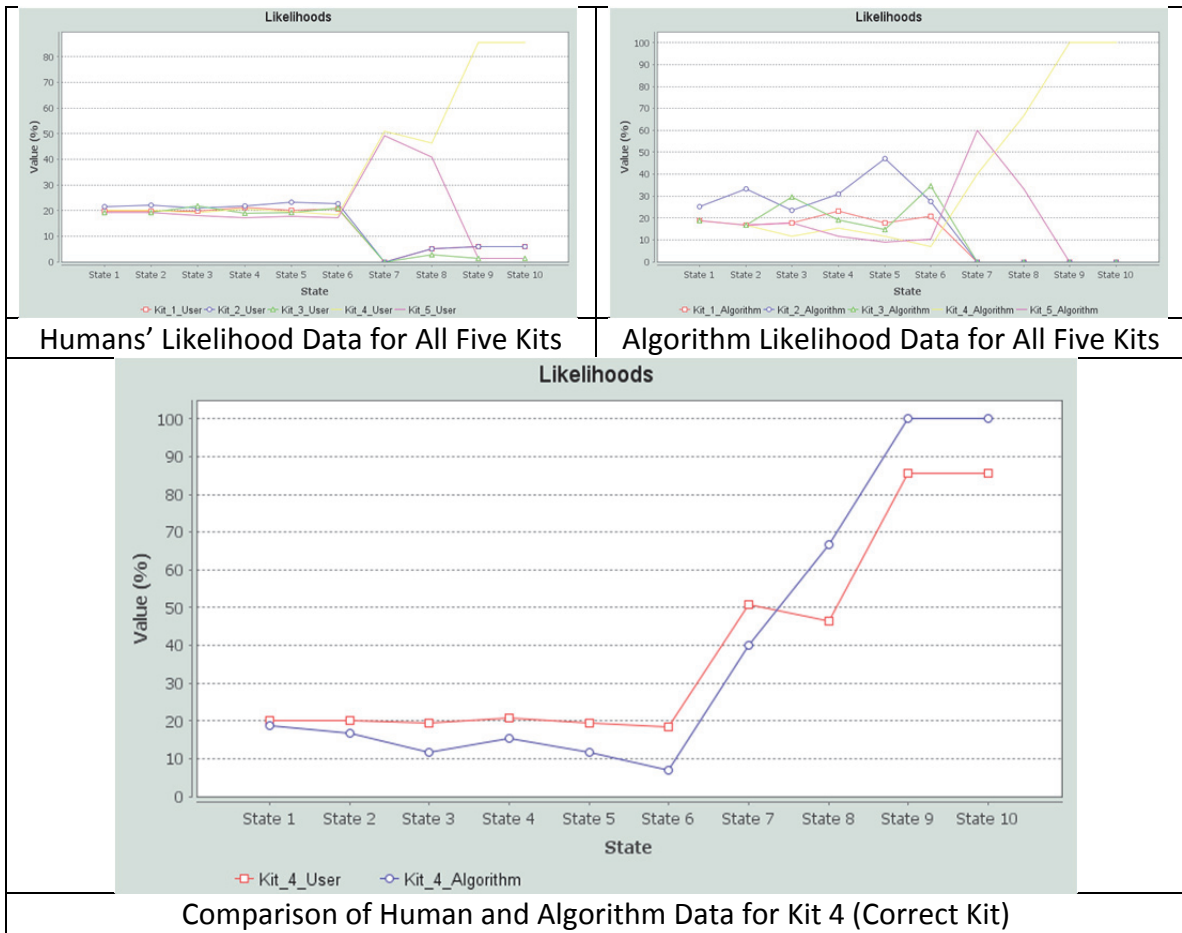 Likelihoods
80
70
60
50
40
30
20
10
0
Value (%)
State 1 State 2 State 3 State 4 State 5 State 6 State 7 State 8 State 9 State 10
State
Kit_1_User Kit_2_User Kit_3_User Kit_4_User Kit_5_User
Humans’ Likelihood Data for All Five Kits
Likelihoods
100
90
80
70
60
50
40
30
20
10
0
Value (%)
State 1 State 2 State 3 State 4 State 5 State 6 State 7 State 8 State 9 State 10
State
Kit_1_Algorithm Kit_2_Algorithm Kit_3_Algorithm Kit_4_Algorithm Kit_5_Algorithm
Algorithm Likelihood Data for All Five Kits
Likelihoods
100
90
80
70
60
50
40
30
20
10
0
Value (%)
State 1 State 2 State 3 State 4 State 5 State 6 State 7 State 8 State 9 State 10
State
Kit_4_User Kit_4_Algorithm
Comparison of Human and Algorithm Data for Kit 4 (Correct Kit)